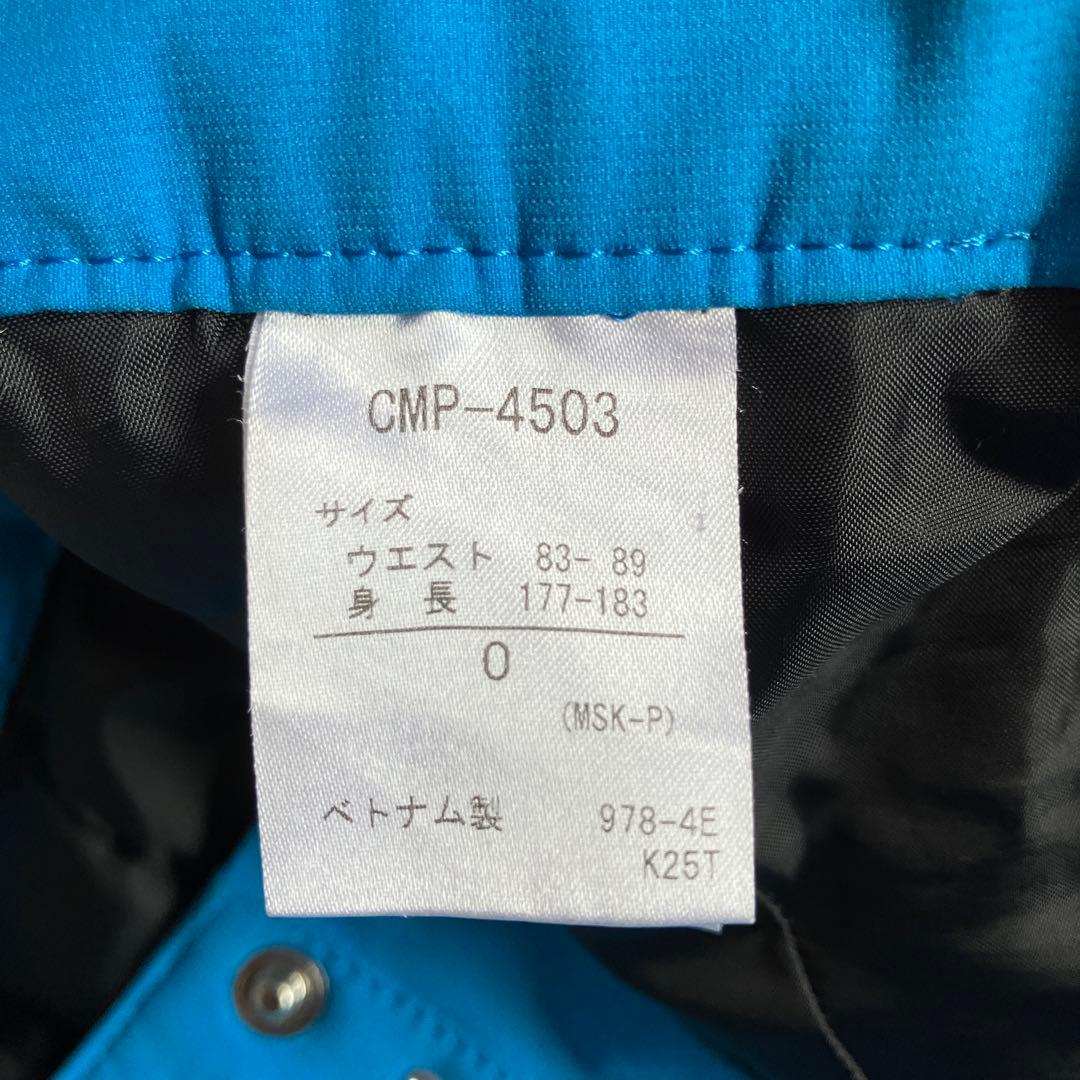 CMP-4503
サイズ
ウエスト 83- 89
身 長 177-183
O
(MSK-P)
ベトナム製 978-4E
K25T